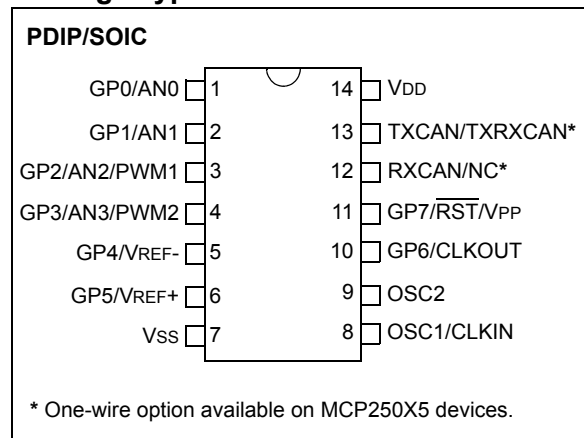 PDIP/SOIC
GP0/AN0 1 14 VDD
GP1/AN1 2 13 TXCAN/TXRXCAN*
GP2/AN2/PWM1 3 12 RXCAN/NC*
GP3/AN3/PWM2 4 11 GP7/RST/VPP
GP4/VREF- 5 10 GP6/CLKOUT
GP5/VREF+ 6 9 OSC2
VSS 7 8 OSC1/CLKIN
* One-wire option available on MCP250X5 devices.